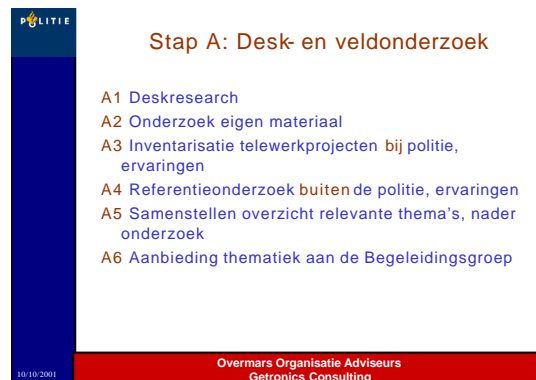 POLITIE
Stap A: Desk- en veldonderzoek
A1 Deskresearch
A2 Onderzoek eigen materiaal
A3 Inventarisatie telewerkprojecten bij politie,
ervaringen
A4 Referentieonderzoek buiten de politie, ervaringen
A5 Samenstellen overzicht relevante thema's, nader
onderzoek
A6 Aanbieding thematiek aan de Begeleidingsgroep
10/10/2001
Overmars Organisatie Adviseurs
Getronics Consulting